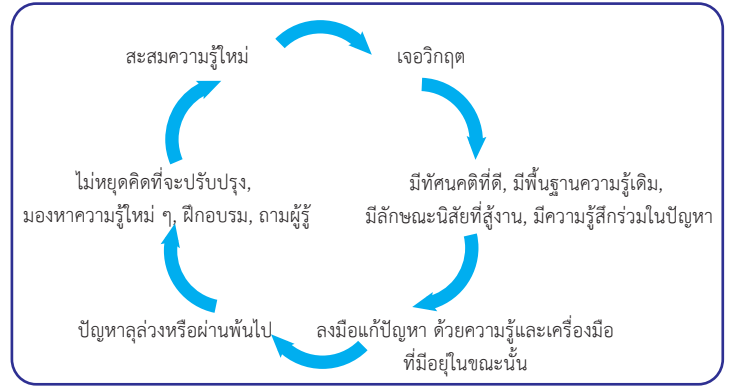 สะสมความรู้ใหม่
เจอวิกฤต
มีทัศนคติที่ดี, มีพื้นฐานความรู้เดิม,
มีลักษณะนิสัยที่สู้งาน, มีความรู้สึกร่วมในปัญหา
ลงมือแก้ปัญหา ด้วยความรู้และเครื่องมือ
ที่มีอยู่ในขณะนั้น
ปัญหาลุล่วงหรือผ่านพ้นไป
ไม่หยุดคิดที่จะปรับปรุง,
มองหาความรู้ใหม่ ๆ, ฝึกอบรม, ถามผู้รู้